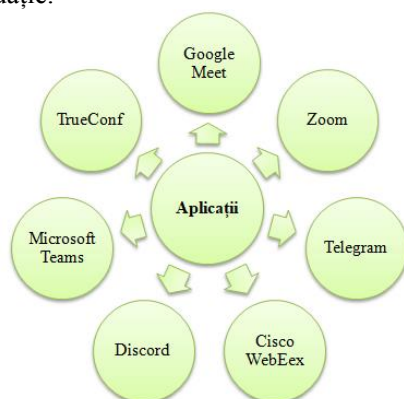 Google
Meet
Zoom
Telegram
Cisco
WebEex
Discord
Microsoft
Teams
TrueConf
Aplicații